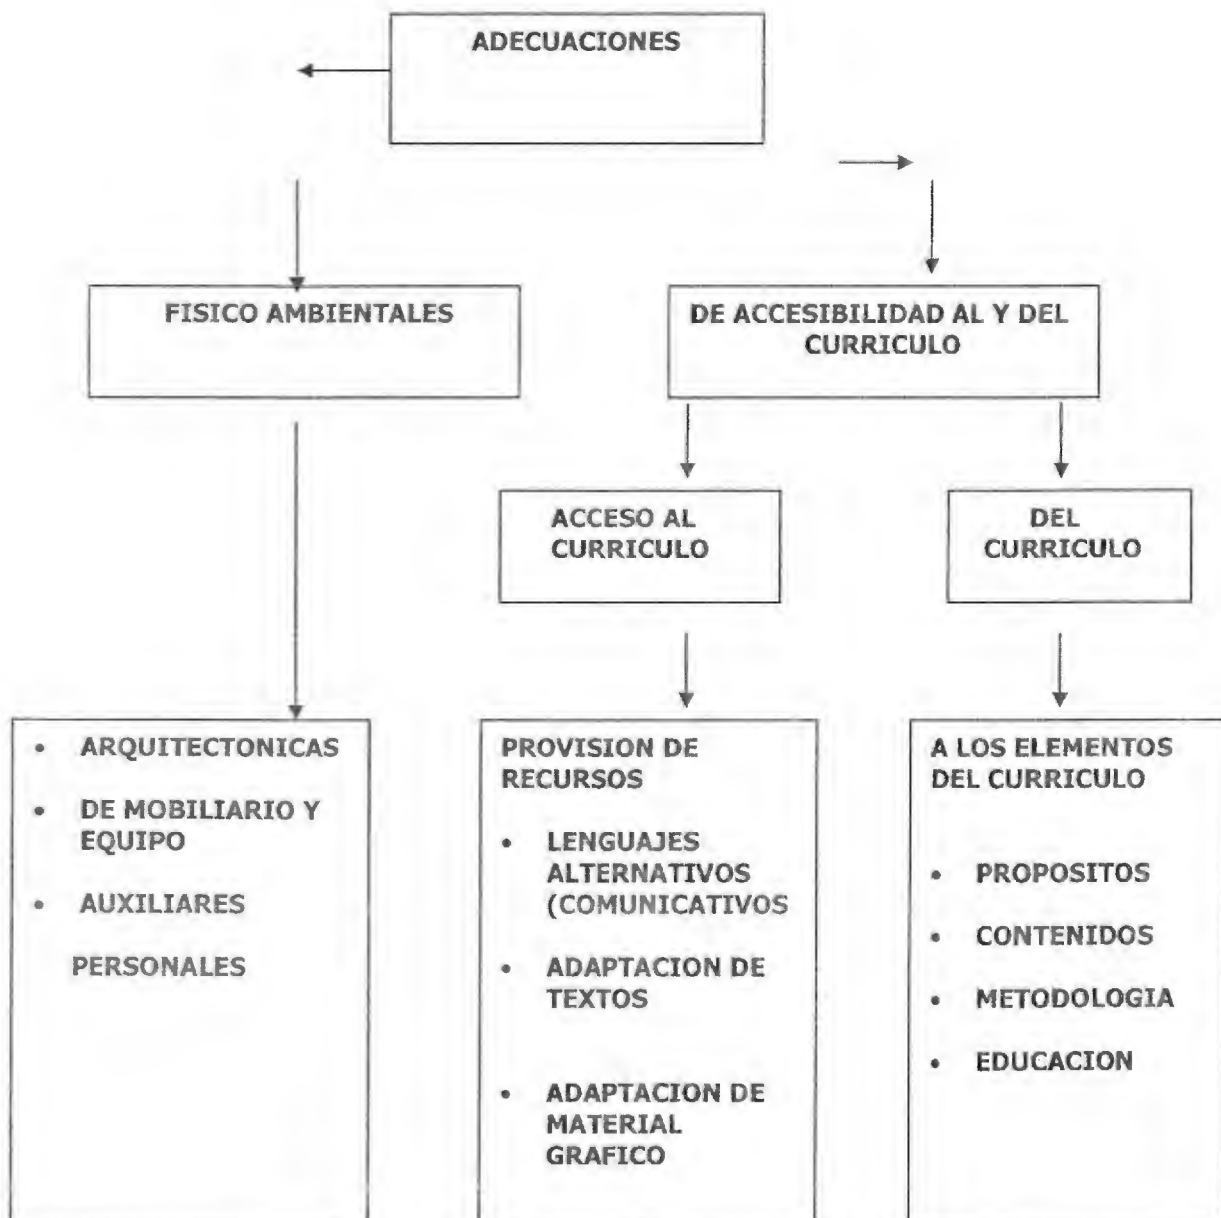 ADECUACIONES
FISICO AMBIENTALES
DE ACCESIBILIDAD AL Y DEL
CURRICULO
ACCESO AL
CURRICULO
DEL
CURRICULO
• ARQUITECTONICAS
• DE MOBILIARIO Y
EQUIPO
• AUXILIARES
PERSONALES
PROVISION DE
RECURSOS
• LENGUAJES
ALTERNATIVOS
(COMUNICATIVOS
• ADAPTACION DE
TEXTOS
• ADAPTACION DE
MATERIAL
GRAFICO
A LOS ELEMENTOS
DEL CURRICULO
• PROPOSITOS
• CONTENIDOS
• METODOLOGIA
• EDUCACION